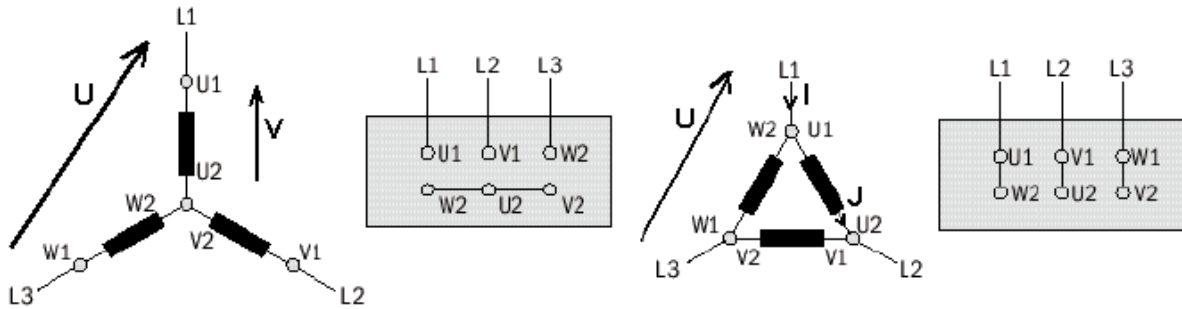 L1
U1
U
V
U2
W2
W1
V2
V1
L3
L2
L1 L2 L3
U1 V1 W2
W2 U2 V2
L1
I
U
W2 U1
J
W1 U2
V2 V1
L3 L2
L1 L2 L3
U1 V1 W1
W2 U2 V2